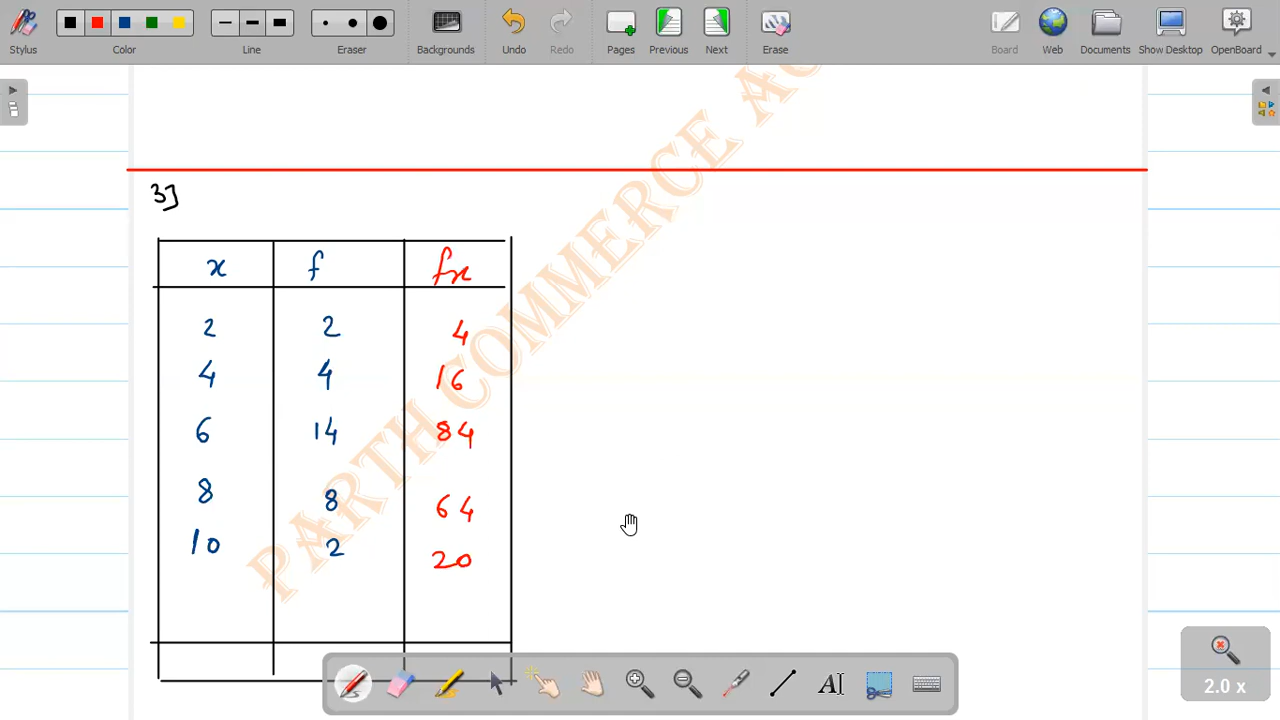 Stylus Color Line Eraser Backgrounds Undo Redo Pages Previous Next Erase Board Web Documents Show Desktop OpenBoard
PARTH COMMERCE AC
3]
x f fx
2 2 4
4 4 16
6 14 84
8 8 64
10 2 20
AI
2.0 x